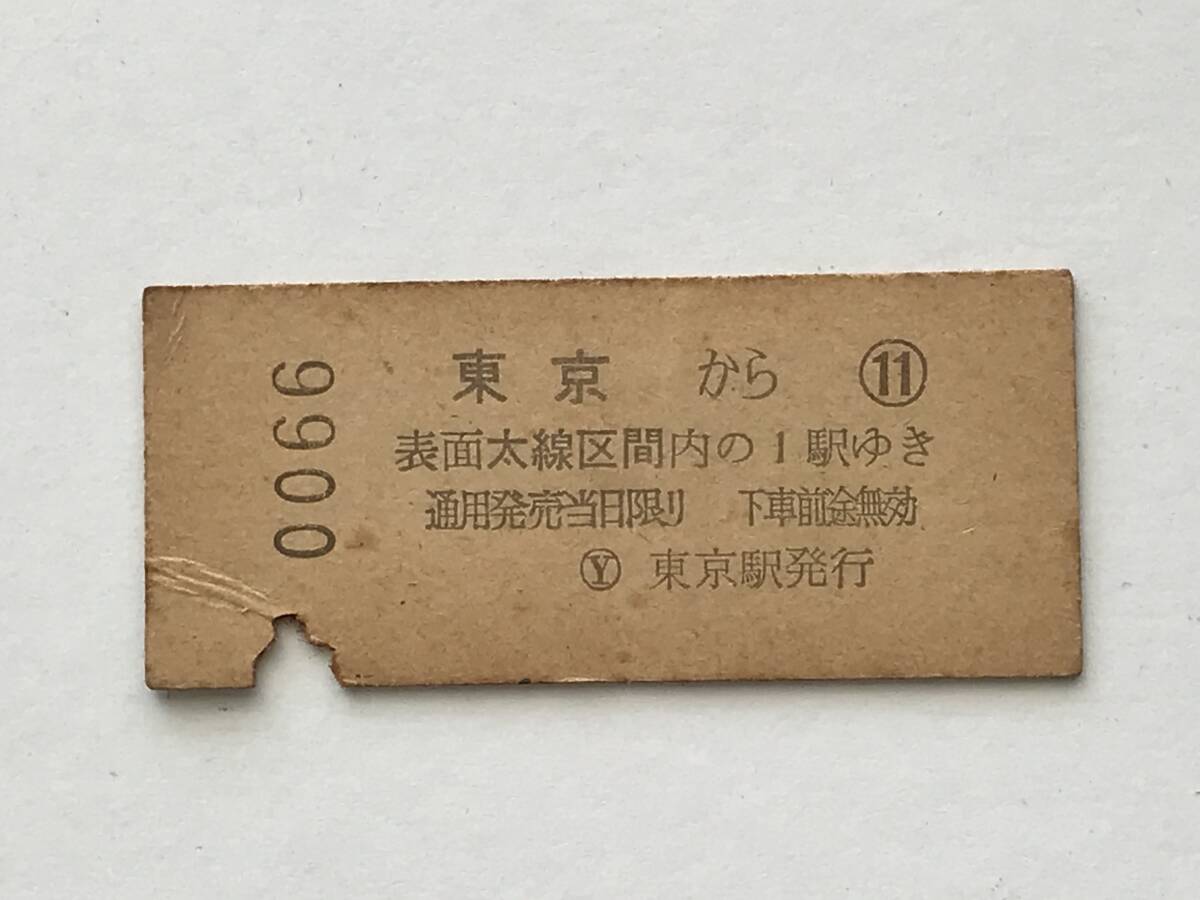 東京 から ⑪
表面太線区間内の1駅ゆき
通用発売当日限り 下車前途無効
Ⓨ 東京駅発行
0066